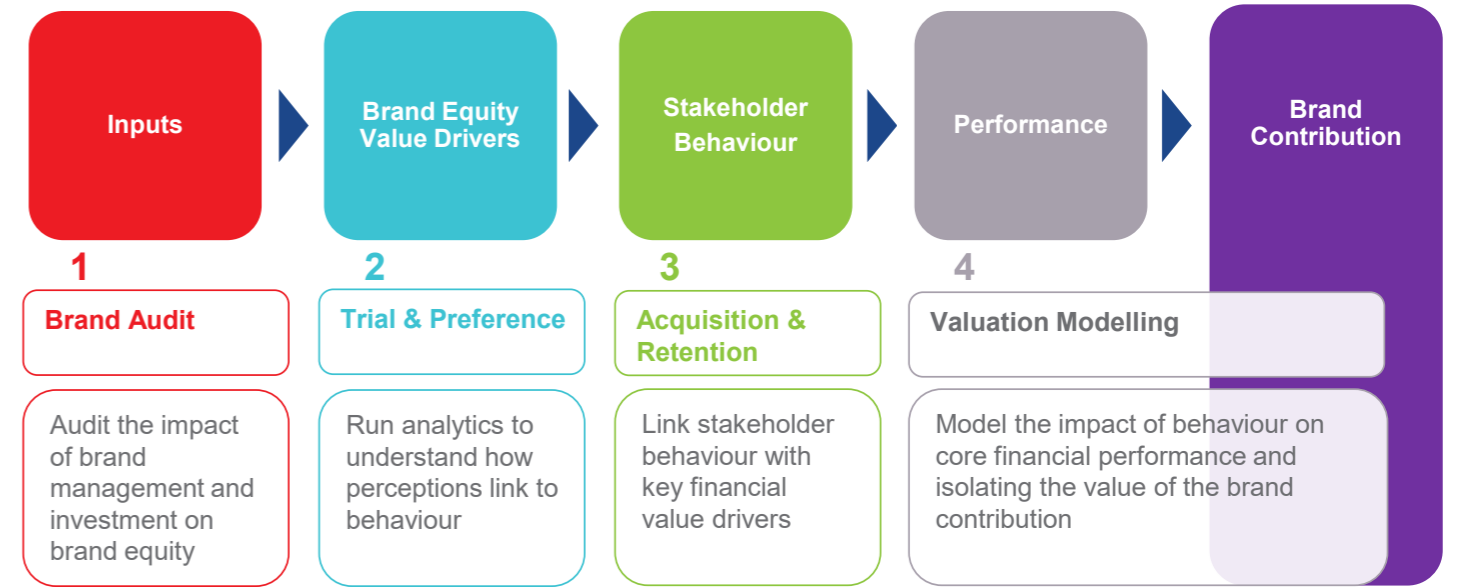 Inputs
Brand Equity
Value Drivers
Stakeholder
Behaviour
Performance
Brand
Contribution
1
2
3
4
Brand Audit
Trial & Preference
Acquisition &
Retention
Valuation Modelling
Audit the impact
of brand
management and
investment on
brand equity
Run analytics to
understand how
perceptions link to
behaviour
Link stakeholder
behaviour with
key financial
value drivers
Model the impact of behaviour on
core financial performance and
isolating the value of the brand
contribution